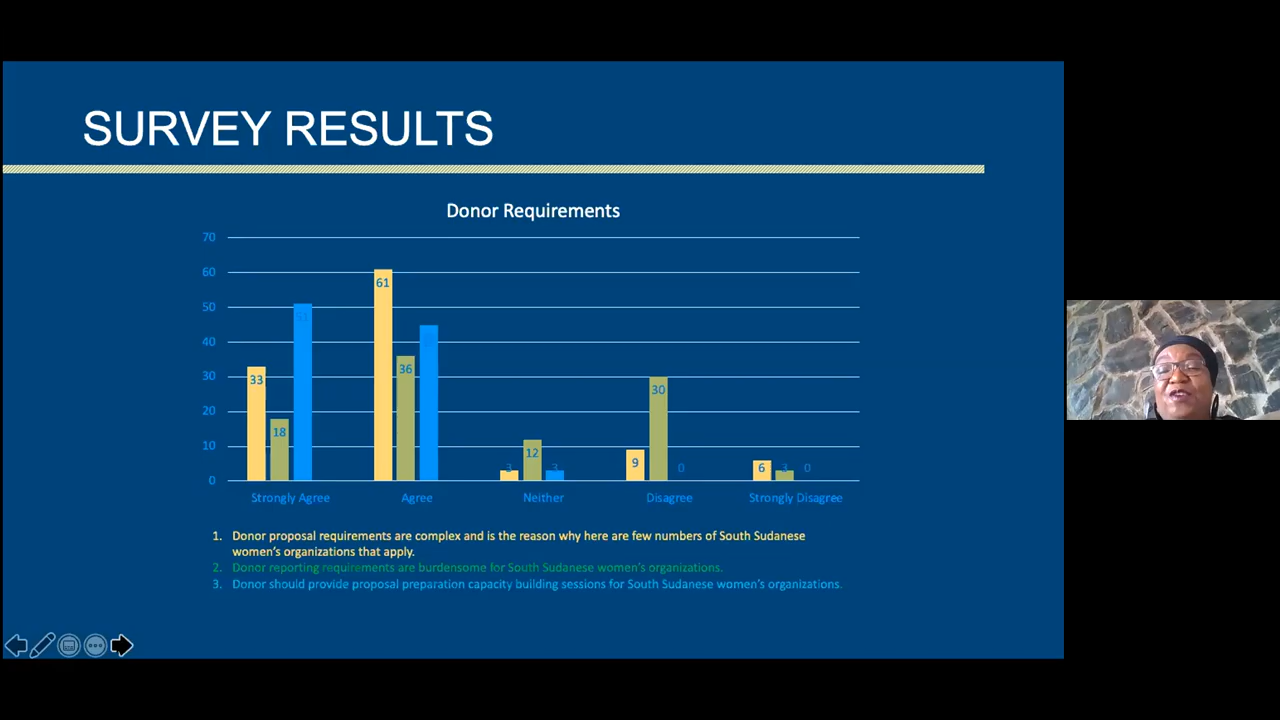 SURVEY RESULTS
Donor Requirements
70
60
50
40
30
20
10
0
33
18
51
61
36
3
12
3
9
30
0
6
3
0
Strongly Agree
Agree
Neither
Disagree
Strongly Disagree
1. Donor proposal requirements are complex and is the reason why here are few numbers of South Sudanese
women's organizations that apply.
2. Donor reporting requirements are burdensome for South Sudanese women's organizations.
3. Donor should provide proposal preparation capacity building sessions for South Sudanese women's organizations.